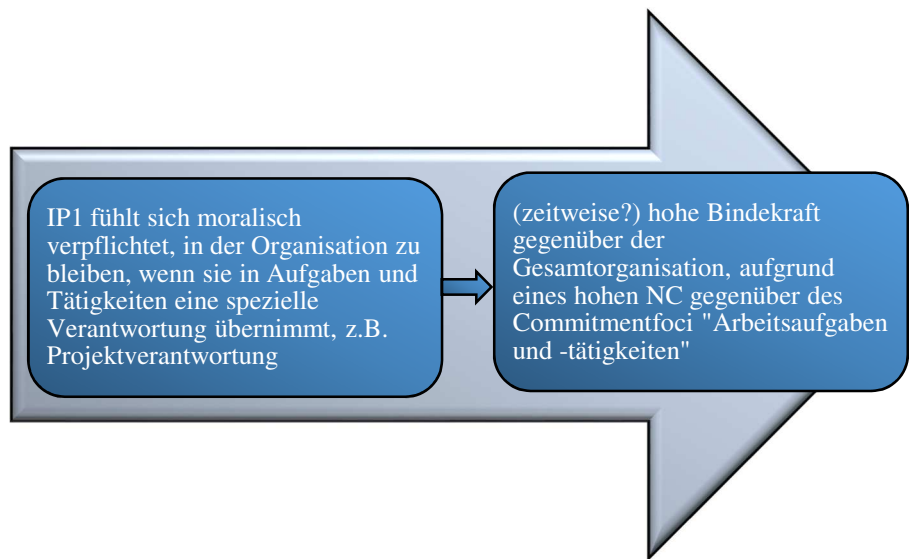 IP1 fühlt sich moralisch
verpflichtet, in der Organisation zu
bleiben, wenn sie in Aufgaben und
Tätigkeiten eine spezielle
Verantwortung übernimmt, z.B.
Projektverantwortung
(zeitweise?) hohe Bindekraft
gegenüber der
Gesamtorganisation, aufgrund
eines hohen NC gegenüber des
Commitmentfoci "Arbeitsaufgaben
und -tätigkeiten"